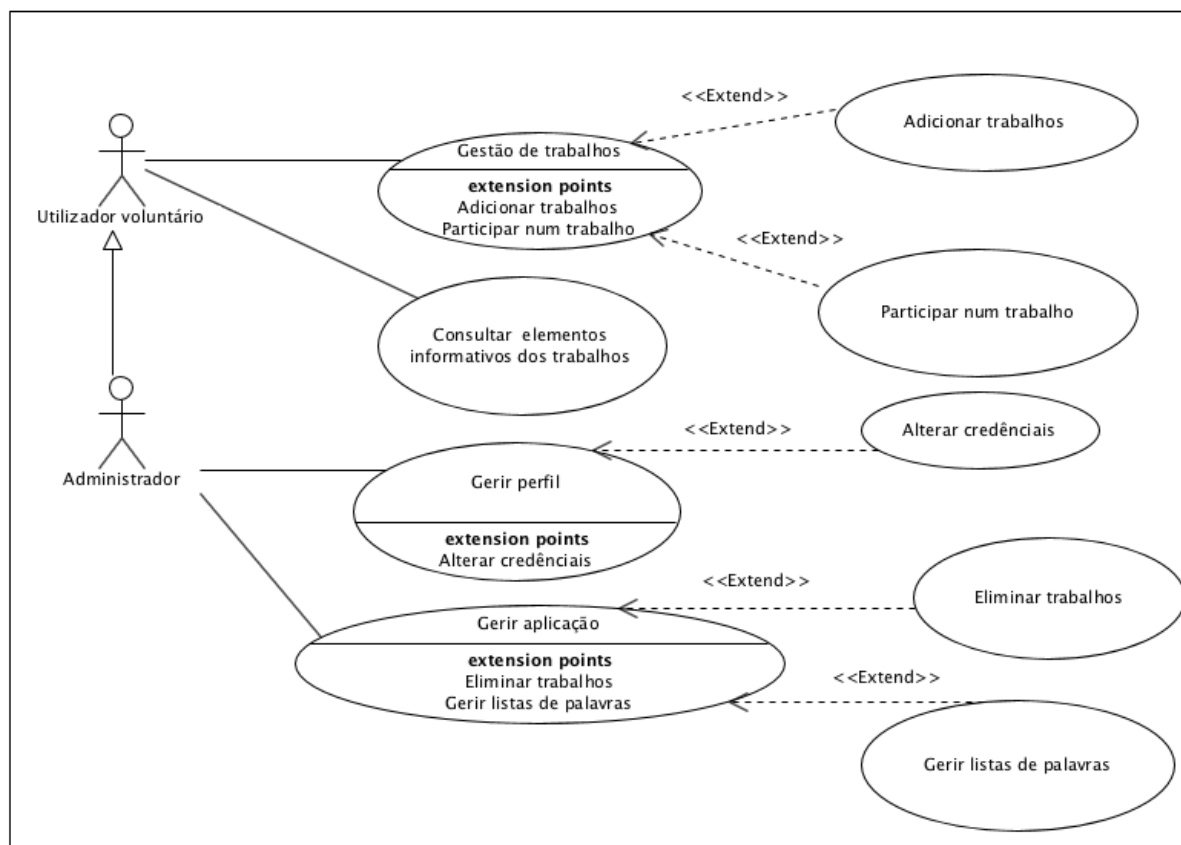 <<Extend>>
Adicionar trabalhos
Gestão de trabalhos
extension points
Adicionar trabalhos
Participar num trabalho
Utilizador voluntário
<<Extend>>
Participar num trabalho
Consultar elementos
informativos dos trabalhos
<<Extend>>
Alterar credênciais
Administrador
Gerir perfil
extension points
Alterar credênciais
<<Extend>>
Eliminar trabalhos
Gerir aplicação
extension points
Eliminar trabalhos
Gerir listas de palavras
<<Extend>>
Gerir listas de palavras